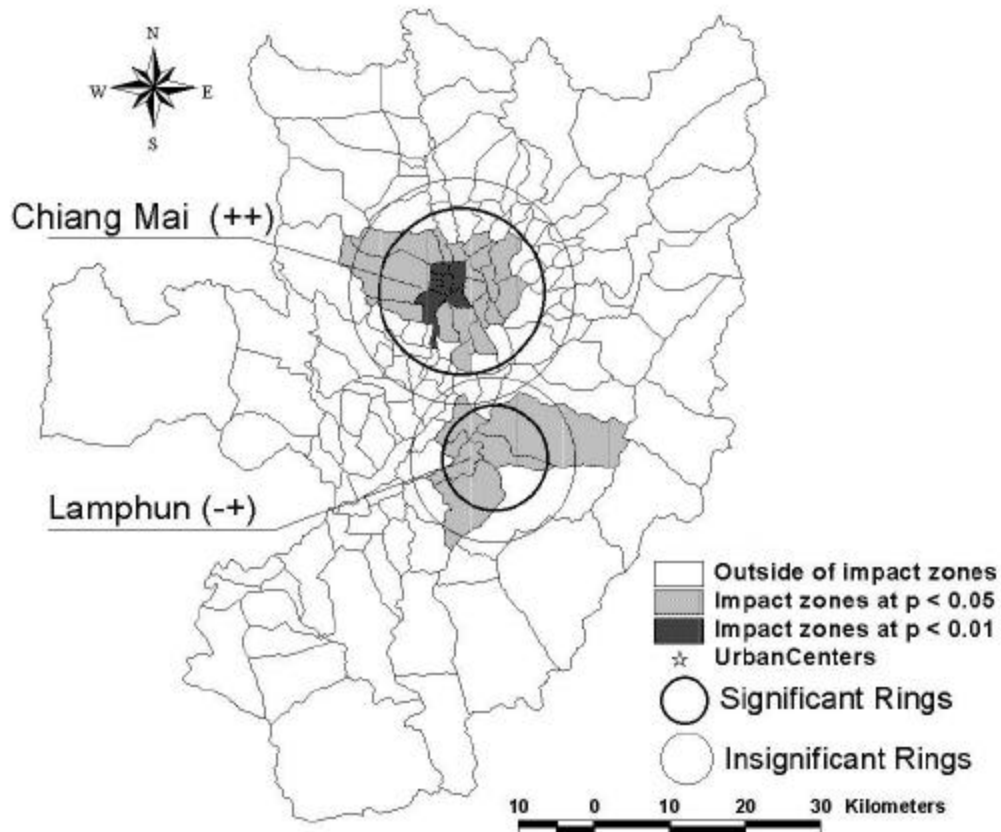 N
W E
S
Chiang Mai (++)
Lamphun (-+)
Outside of impact zones
Impact zones at p < 0.05
Impact zones at p < 0.01
UrbanCenters
Significant Rings
Insignificant Rings
10 0 10 20 30 Kilometers